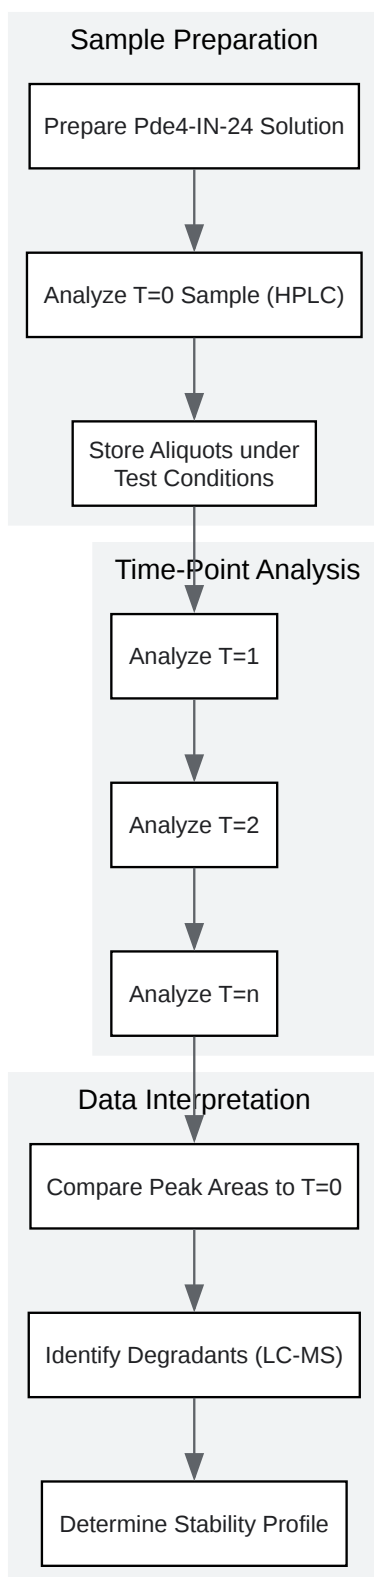 Sample Preparation
Prepare Pde4-IN-24 Solution
Analyze T=0 Sample (HPLC)
Store Aliquots under
Test Conditions
Time-Point Analysis
Analyze T=1
Analyze T=2
Analyze T=n
Data Interpretation
Compare Peak Areas to T=0
Identify Degradants (LC-MS)
Determine Stability Profile